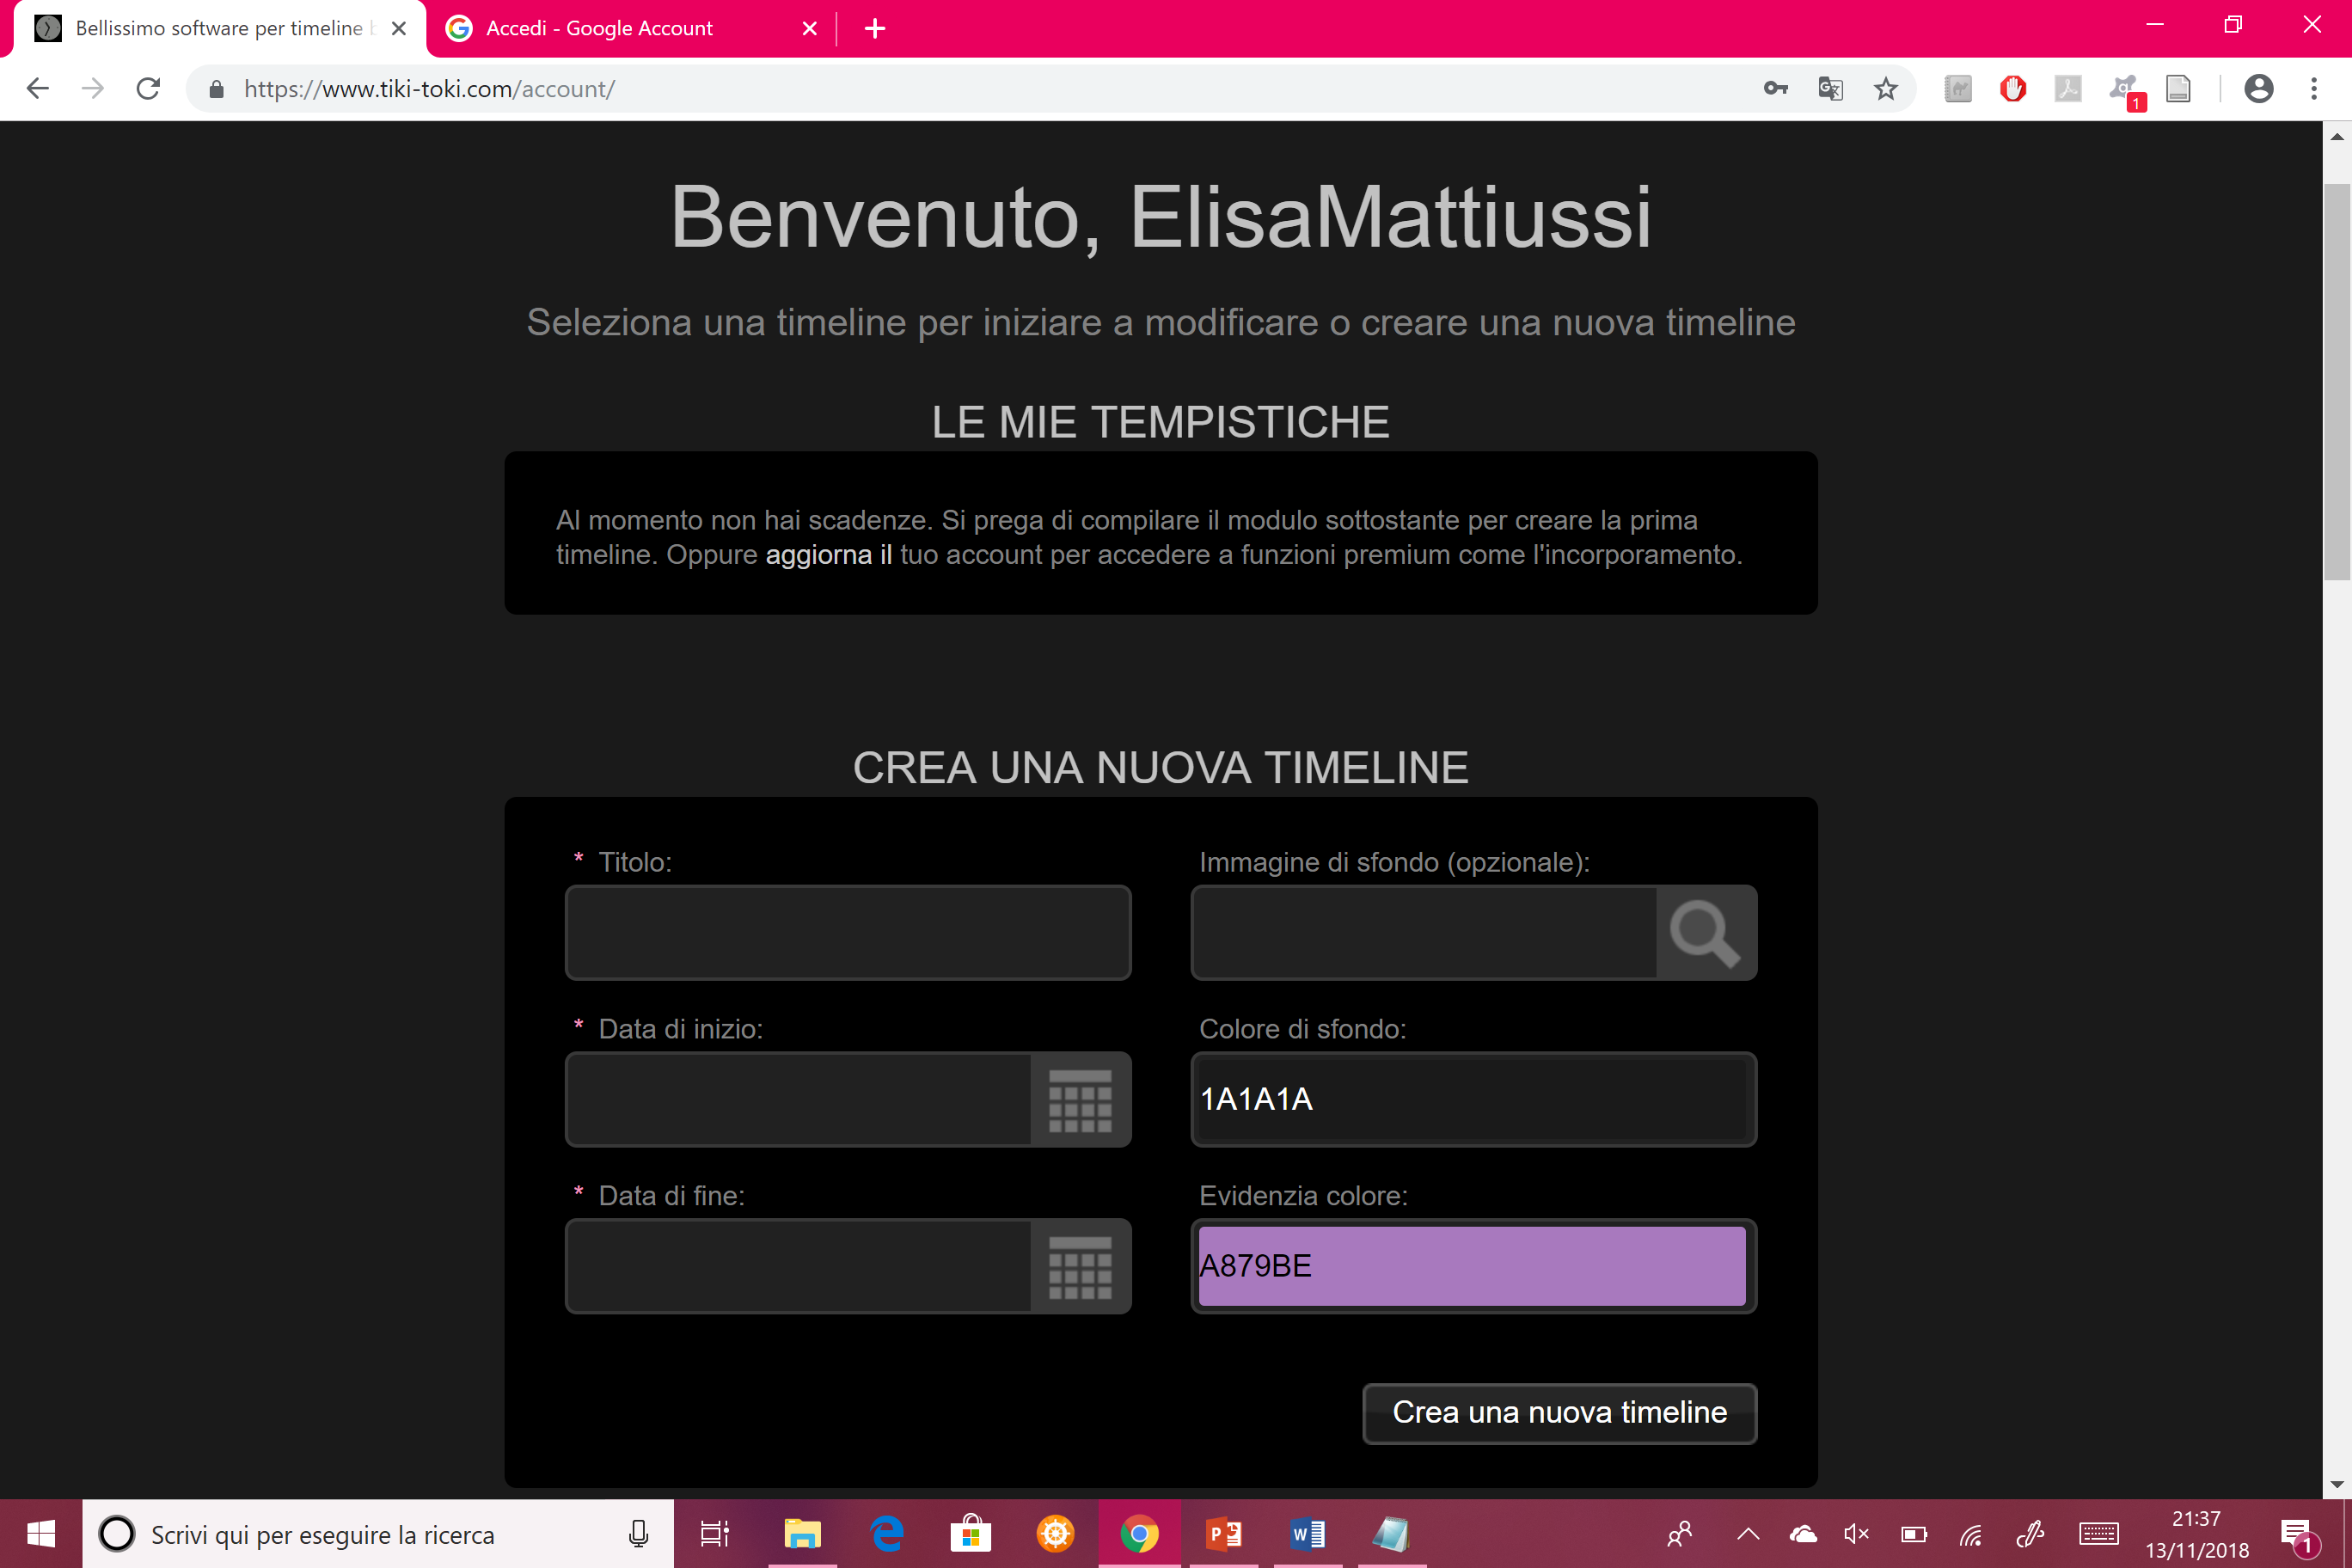 Bellissimo software per timeline
Accedi - Google Account
https://www.tiki-toki.com/account/
1
Benvenuto, ElisaMattiussi
Seleziona una timeline per iniziare a modificare o creare una nuova timeline
LE MIE TEMPISTICHE
Al momento non hai scadenze. Si prega di compilare il modulo sottostante per creare la prima
timeline. Oppure aggiorna il tuo account per accedere a funzioni premium come l'incorporamento.
CREA UNA NUOVA TIMELINE
* Titolo:
Immagine di sfondo (opzionale):
* Data di inizio:
Colore di sfondo:
1A1A1A
* Data di fine:
Evidenzia colore:
A879BE
Crea una nuova timeline
Scrivi qui per eseguire la ricerca
21:37
13/11/2018
1